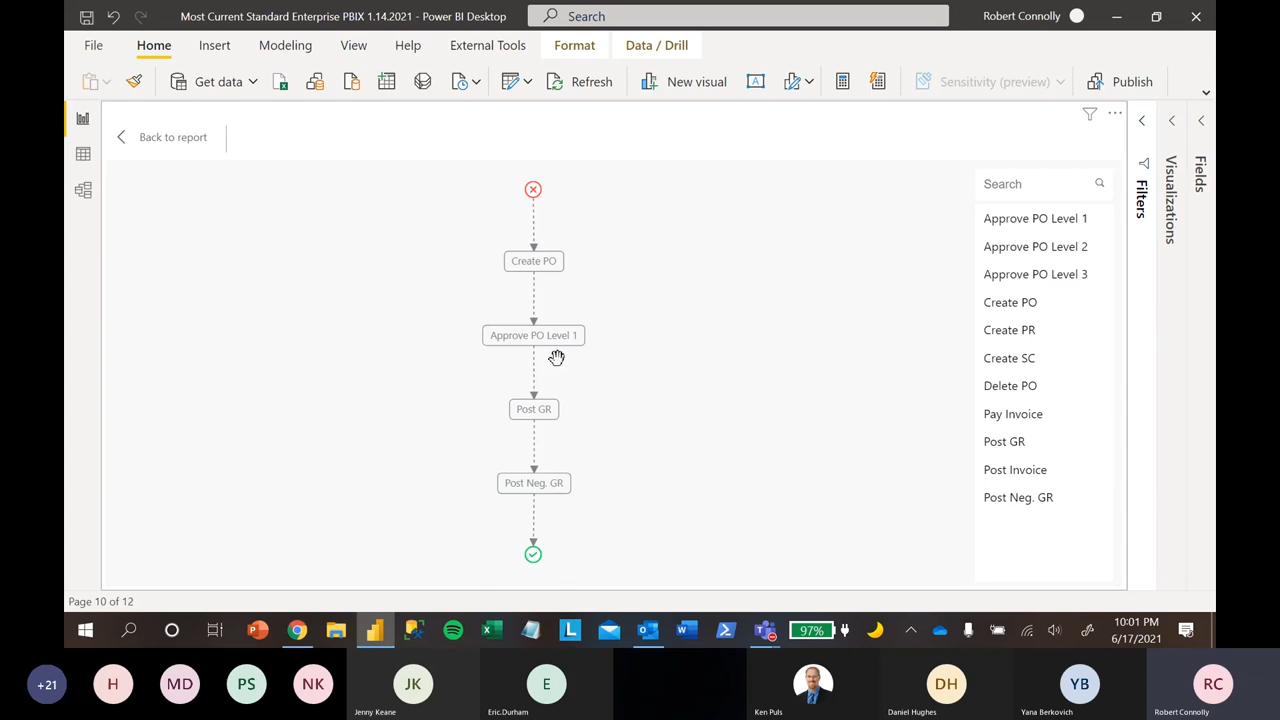 Most Current Standard Enterprise PBIX 1.14.2021 - Power BI Desktop
Search
Robert Connolly
File Home Insert Modeling View Help External Tools Format Data / Drill
Get data
Refresh
New visual
Sensitivity (preview)
Publish
Back to report
Create PO
Approve PO Level 1
Post GR
Post Neg. GR
Search
Approve PO Level 1
Approve PO Level 2
Approve PO Level 3
Create PO
Create PR
Create SC
Delete PO
Pay Invoice
Post GR
Post Invoice
Post Neg. GR
Filters
Visualizations
Fields
Page 10 of 12
97%
10:01 PM
6/17/2021
+21
H
MD
PS
NK
JK
Jenny Keane
E
Eric.Durham
Ken Puls
DH
Daniel Hughes
YB
Yana Berkovich
RC
Robert Connolly